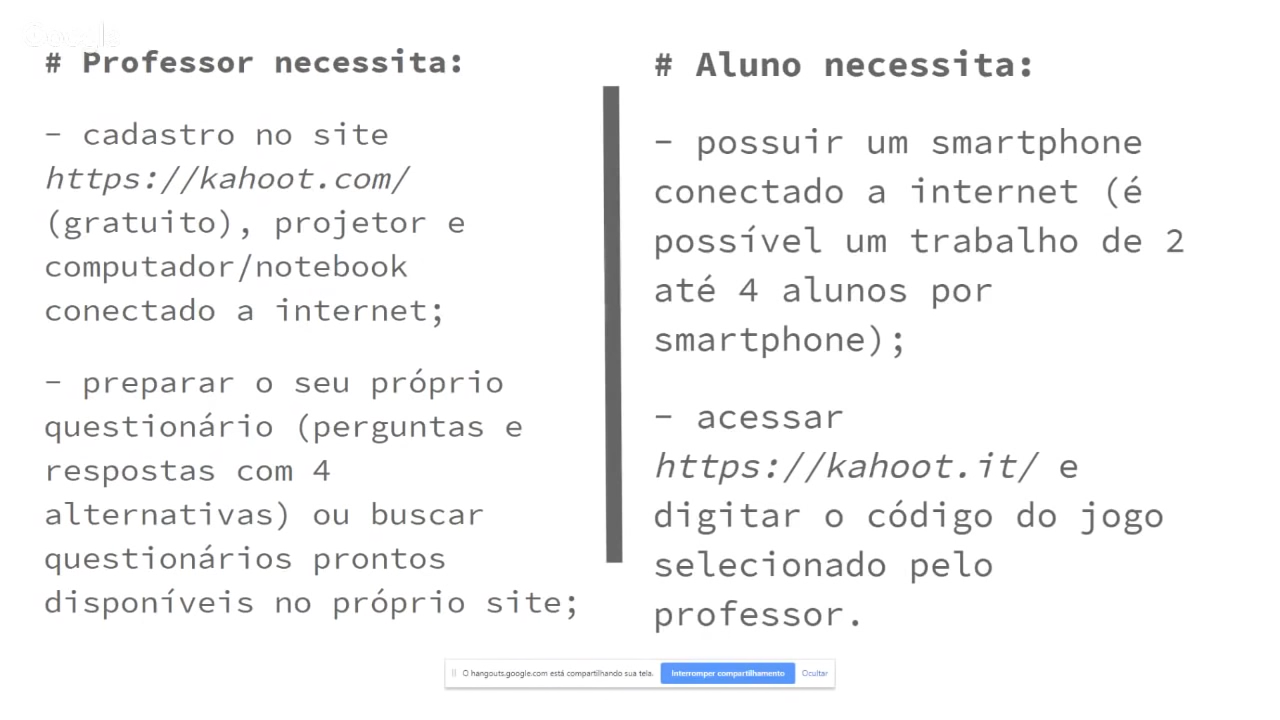 Google
# Professor necessita:
- cadastro no site
https://kahoot.com/
(gratuito), projetor e
computador/notebook
conectado a internet;
- preparar o seu próprio
questionário (perguntas e
respostas com 4
alternativas) ou buscar
questionários prontos
disponíveis no próprio site;
# Aluno necessita:
- possuir um smartphone
conectado a internet (é
possível um trabalho de 2
até 4 alunos por
smartphone);
- acessar
https://kahoot.it/ e
digitar o código do jogo
selecionado pelo
professor.
O hangouts.google.com está compartilhando sua tela. Interromper compartilhamento Ocultar